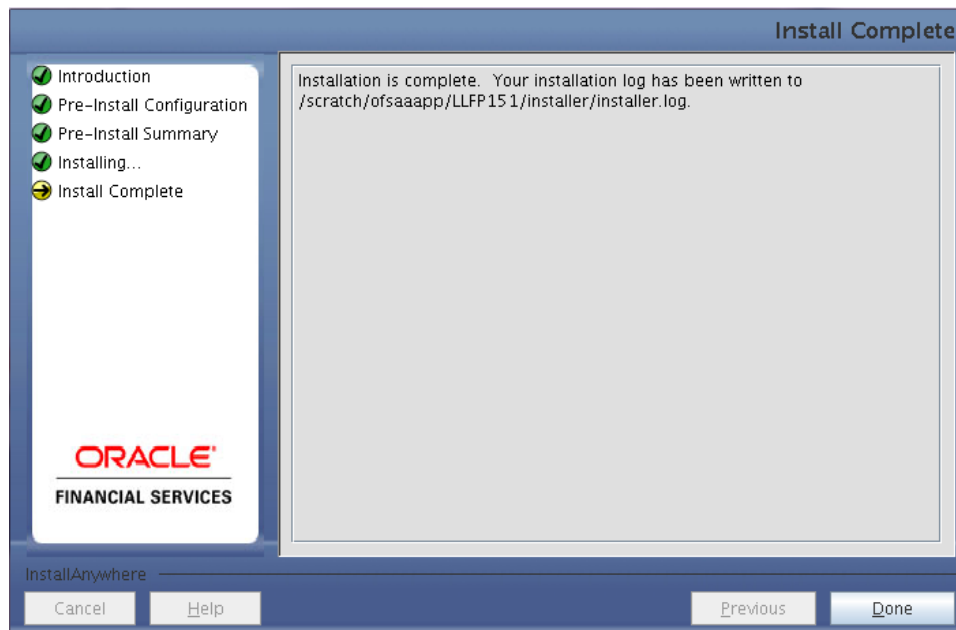 Install Complete
Introduction
Pre-Install Configuration
Pre-Install Summary
Installing...
Install Complete
Installation is complete. Your installation log has been written to
/scratch/ofsaaapp/LLFP151/installer/installer.log.
ORACLE'
FINANCIAL SERVICES
InstallAnywhere
Cancel
Help
Previous
Done